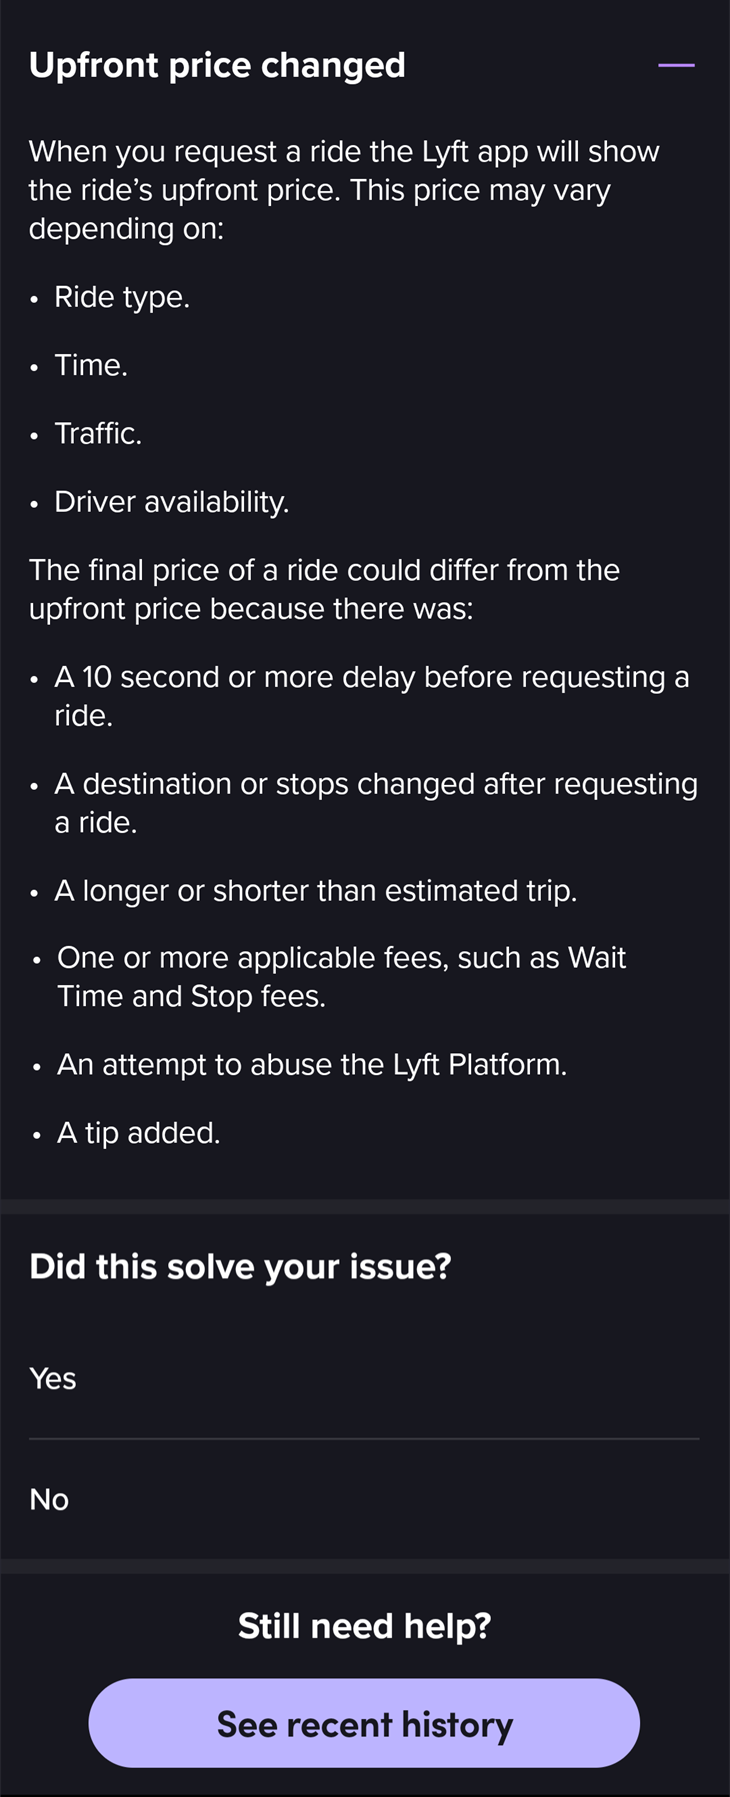 Upfront price changed
When you request a ride the Lyft app will show
the ride’s upfront price. This price may vary
depending on:
• Ride type.
• Time.
• Traffic.
• Driver availability.
The final price of a ride could differ from the
upfront price because there was:
• A 10 second or more delay before requesting a
ride.
• A destination or stops changed after requesting
a ride.
• A longer or shorter than estimated trip.
• One or more applicable fees, such as Wait
Time and Stop fees.
• An attempt to abuse the Lyft Platform.
• A tip added.
Did this solve your issue?
Yes
No
Still need help?
See recent history